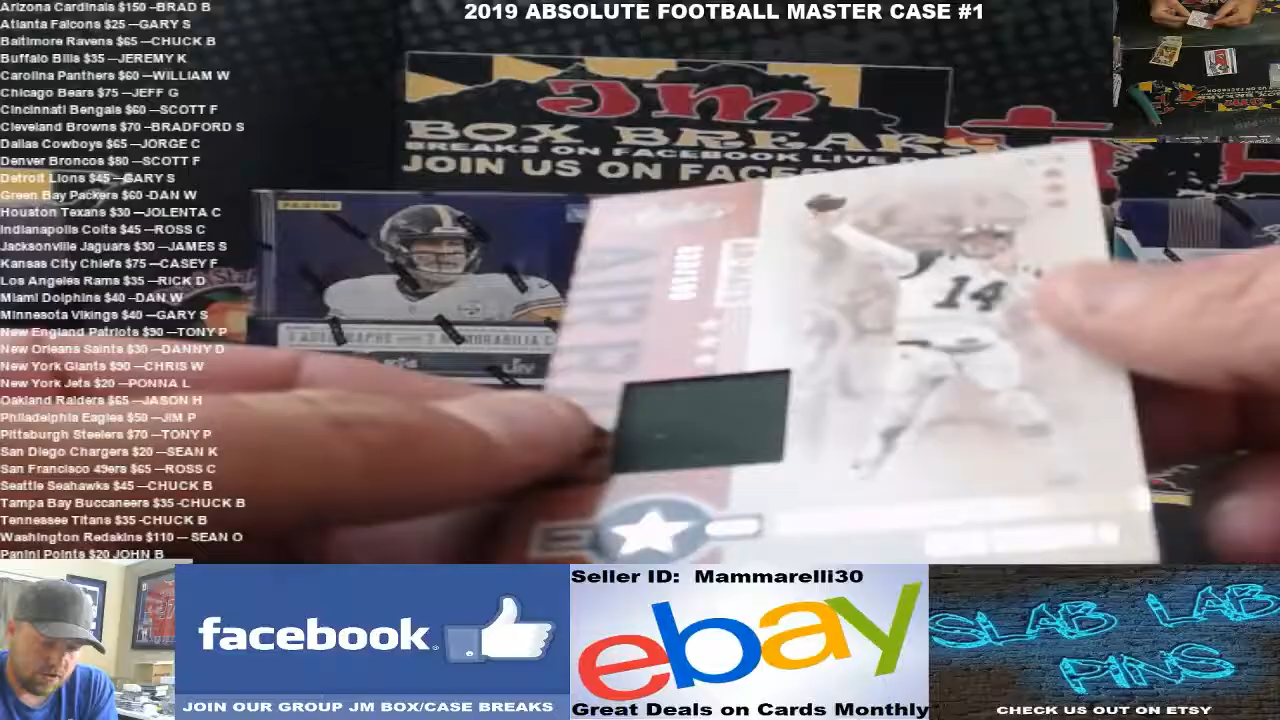 2019 ABSOLUTE FOOTBALL MASTER CASE #1
Arizona Cardinals $150 --BRAD B
Atlanta Falcons $25 --GARY S
Baltimore Ravens $65 --CHUCK B
Buffalo Bills $35 --JEREMY K
Carolina Panthers $60 --WILLIAM W
Chicago Bears $75 --JEFF G
Cincinnati Bengals $60 --SCOTT F
Cleveland Browns $70 --BRADFORD S
Dallas Cowboys $65 --JORGE C
Denver Broncos $80 --SCOTT F
Detroit Lions $45 --GARY S
Green Bay Packers $60 -DAN W
Houston Texans $30 --JOLENTA C
Indianapolis Colts $45 --ROSS C
Jacksonville Jaguars $30 --JAMES S
Kansas City Chiefs $75 --CASEY F
Los Angeles Rams $35 --RICK D
Miami Dolphins $40 --DAN W
Minnesota Vikings $40 --GARY S
New England Patriots $90 --TONY P
New Orleans Saints $30 --DANNY D
New York Giants $90 --CHRIS W
New York Jets $20 --PONNA L
Oakland Raiders $65 --JASON H
Philadelphia Eagles $50 --JIM P
Pittsburgh Steelers $70 --TONY P
San Diego Chargers $20 --SEAN K
San Francisco 49ers $65 --ROSS C
Seattle Seahawks $45 --CHUCK B
Tampa Bay Buccaneers $35 -CHUCK B
Tennessee Titans $35 -CHUCK B
Washington Redskins $110 -- SEAN O
Panini Points $20 JOHN B
JM
BOX BREAKS
BREAKS ON FACEBOOK LIVE
JOIN US ON FACE
PANINI
14
facebook
JOIN OUR GROUP JM BOX/CASE BREAKS
Seller ID: Mammarelli30
ebay
Great Deals on Cards Monthly
SLAB LAB
PINS
CHECK US OUT ON ETSY